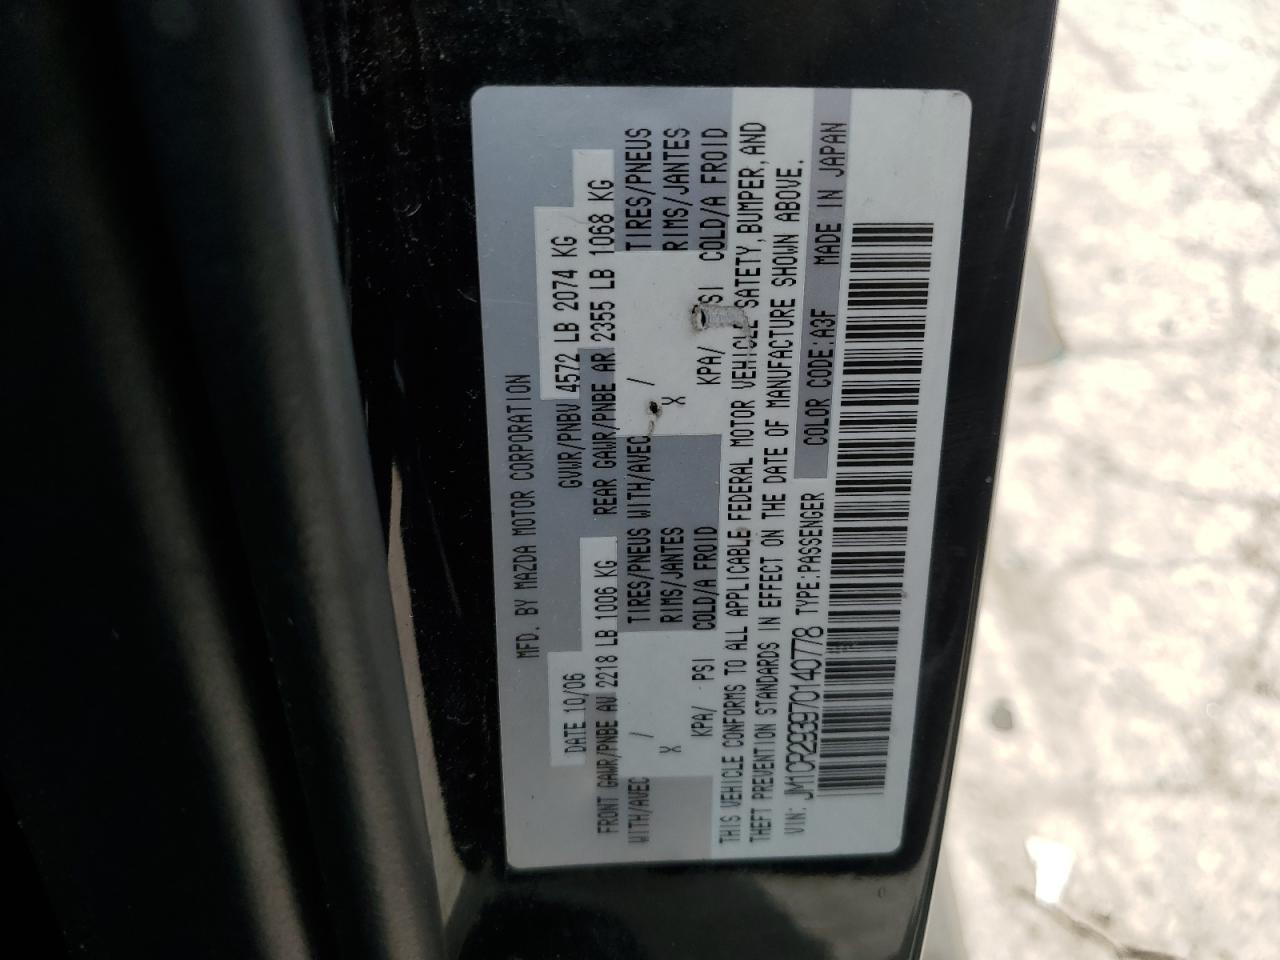 MFD. BY MAZDA MOTOR CORPORATION
DATE 10/06 GVWR/PNBV 4572 LB 2074 KG
FRONT GAWR/PNBE AV 2218 LB 1006 KG REAR GAWR/PNBE AR 2355 LB 1068 KG
WITH/AVEC / TIRES/PNEUS WITH/AVEC / TIRES/PNEUS
X RIMS/JANTES X RIMS/JANTES
KPA/ PSI COLD/A FROID KPA/ SI COLD/A FROID
THIS VEHICLE CONFORMS TO ALL APPLICABLE FEDERAL MOTOR VEHICLE SATETY, BUMPER, AND
THEFT PREVENTION STANDARDS IN EFFECT ON THE DATE OF MANUFACTURE SHOWN ABOVE.
VIN: JM1CP293970140778 TYPE:PASSENGER COLOR CODE:A3F MADE IN JAPAN